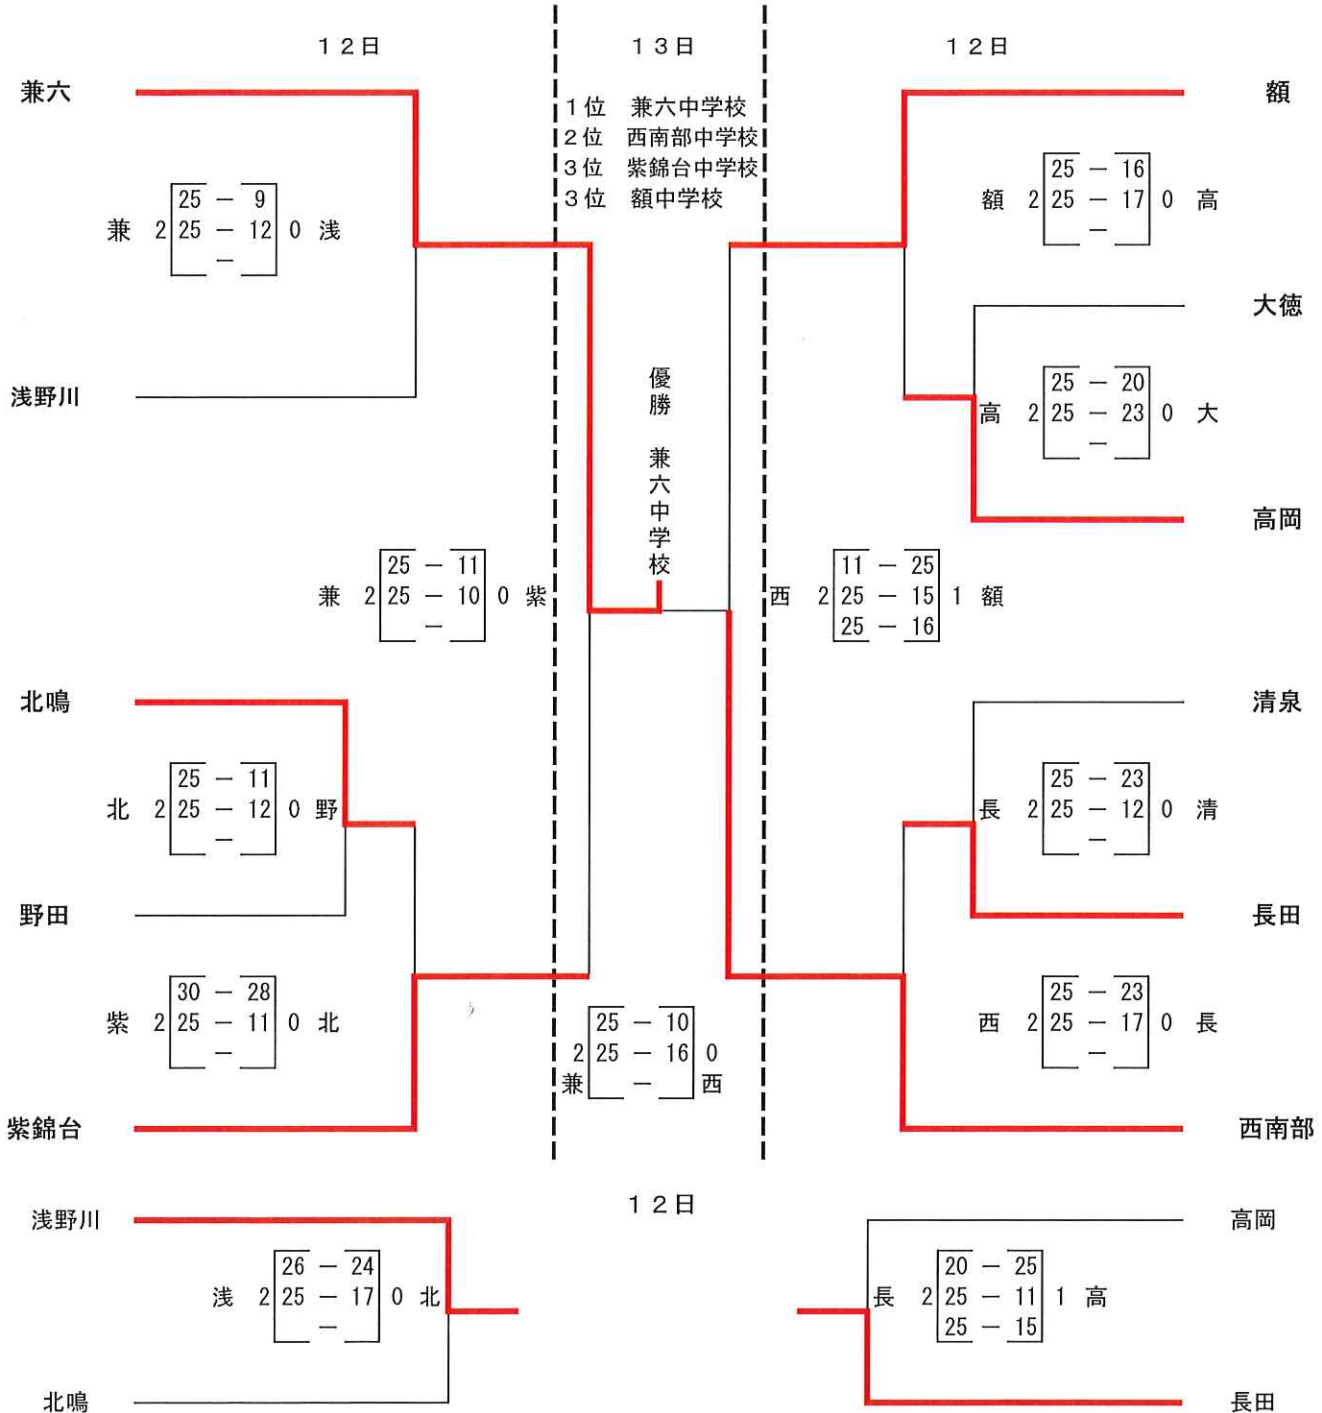 12日
13日
12日
兼六
額
1位 兼六中学校
2位 西南部中学校
3位 紫錦台中学校
3位 額中学校
25 － 9
兼 2 25 － 12 0 浅
－
25 － 16
額 2 25 － 17 0 高
－
大徳
浅野川
25 － 20
高 2 25 － 23 0 大
－
高岡
優勝 兼六中学校
25 － 11
兼 2 25 － 10 0 紫
－
11 － 25
西 2 25 － 15 1 額
25 － 16
北鳴
清泉
25 － 11
北 2 25 － 12 0 野
－
25 － 23
長 2 25 － 12 0 清
－
野田
長田
30 － 28
紫 2 25 － 11 0 北
－
25 － 10
2 25 － 16 0
兼 － 西
25 － 23
西 2 25 － 17 0 長
－
紫錦台
西南部
12日
浅野川
高岡
26 － 24
浅 2 25 － 17 0 北
－
20 － 25
長 2 25 － 11 1 高
25 － 15
北鳴
長田